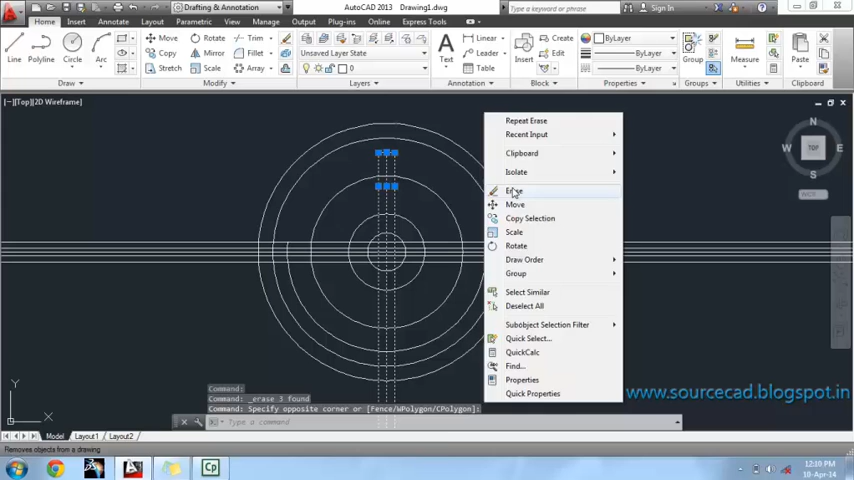 Drafting & Annotation
AutoCAD 2013 Drawing1.dwg
Type a keyword or phrase
Sign In
Home Insert Annotate Layout Parametric View Manage Output Plug-ins Online Express Tools
Line Polyline Circle Arc
Move Rotate Trim
Copy Mirror Fillet
Stretch Scale Array
Unsaved Layer State
0
Text
Linear
Leader
Table
Insert
Create
Edit
ByLayer
ByLayer
ByLayer
Group
Measure
Paste
Draw Modify Layers Annotation Block Properties Groups Utilities Clipboard
[−][Top][2D Wireframe]
N
W TOP E
S
WCS
Repeat Erase
Recent Input
Clipboard
Isolate
Erase
Move
Copy Selection
Scale
Rotate
Draw Order
Group
Select Similar
Deselect All
Subobject Selection Filter
Quick Select...
QuickCalc
Find...
Properties
Quick Properties
www.sourcecad.blogspot.in
Y
X
Command:
Command: _erase 3 found
Command: Specify opposite corner or [Fence/WPolygon/CPolygon]:
Type a command
Model Layout1 Layout2
Removes objects from a drawing
Cp
12:10 PM
10-Apr-14